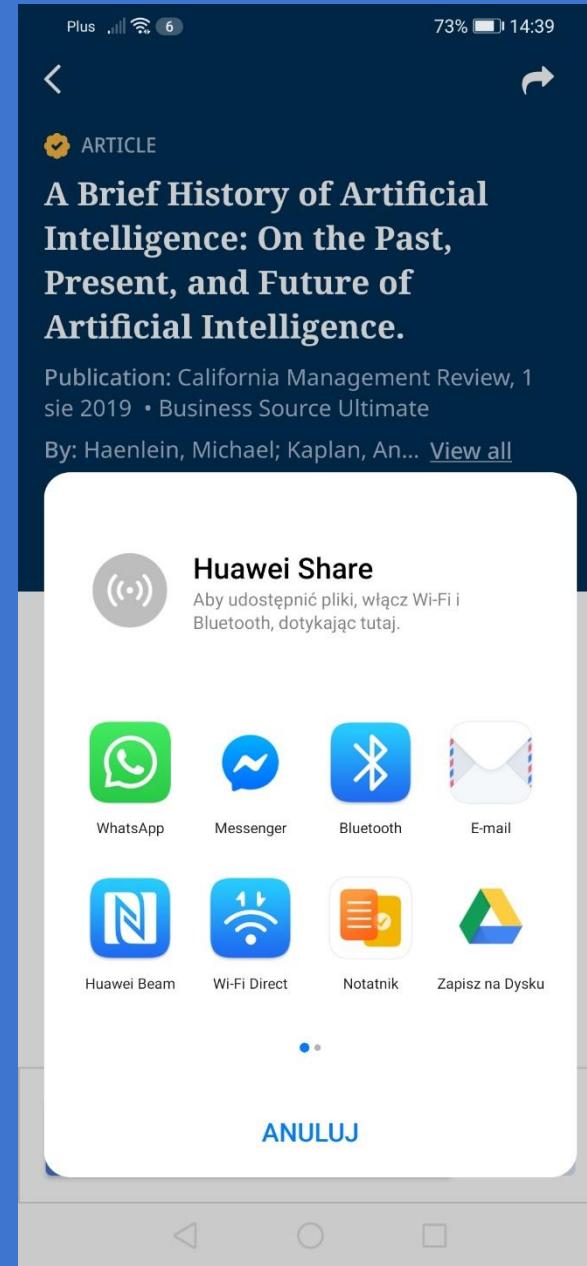 Plus 6 73% 14:39
ARTICLE
A Brief History of Artificial
Intelligence: On the Past,
Present, and Future of
Artificial Intelligence.
Publication: California Management Review, 1
sie 2019 • Business Source Ultimate
By: Haenlein, Michael; Kaplan, An... View all
Huawei Share
Aby udostępnić pliki, włącz Wi-Fi i
Bluetooth, dotykając tutaj.
WhatsApp Messenger Bluetooth E-mail
Huawei Beam Wi-Fi Direct Notatnik Zapisz na Dysku
ANULUJ